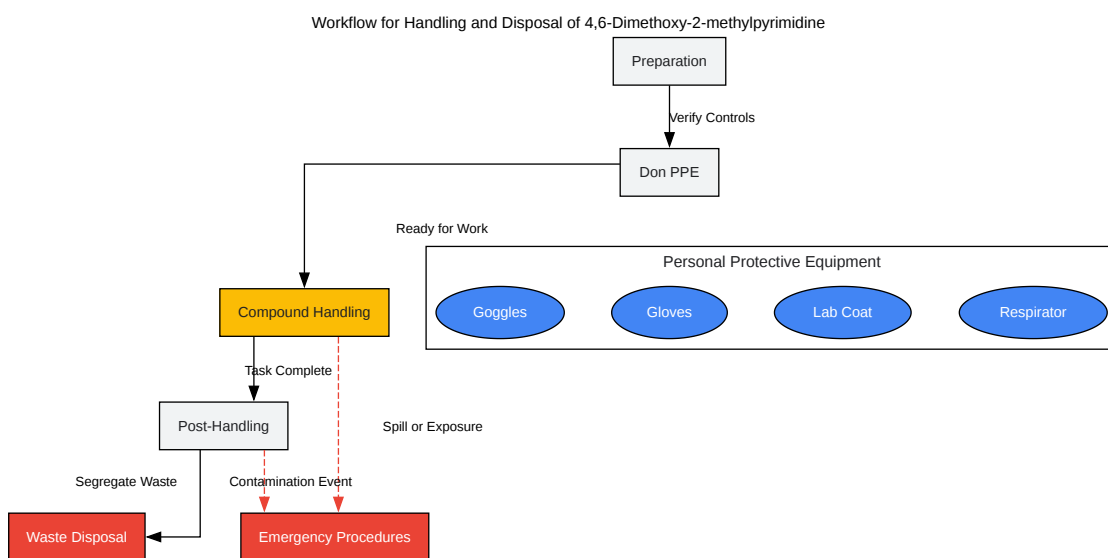 Workflow for Handling and Disposal of 4,6-Dimethoxy-2-methylpyrimidine
Preparation
Verify Controls
Don PPE
Ready for Work
Personal Protective Equipment
Compound Handling
Goggles
Gloves
Lab Coat
Respirator
Task Complete
Post-Handling
Spill or Exposure
Segregate Waste
Contamination Event
Waste Disposal
Emergency Procedures